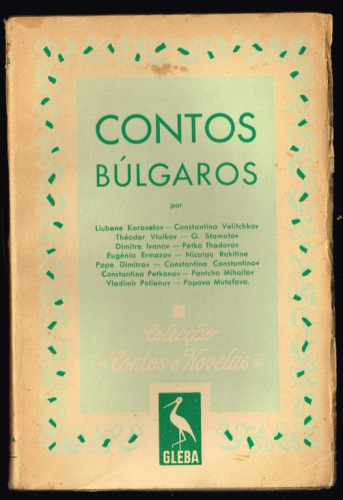 CONTOS
BÚLGAROS
por
Liubene Karavelov — Constantino Velitchkov
Théodor Vlaikov — G. Stamatov
Dimitre Ivanov — Petko Thodorov
Eugénio Ermazov — Nicolau Rakitine
Pope Dimitrov — Constantino Constantinov
Constantino Petkanov — Pantcho Mihailov
Vladimir Polianov — Popova Mutafova.
Colecção
«Contos e Novelas»
GLEBA